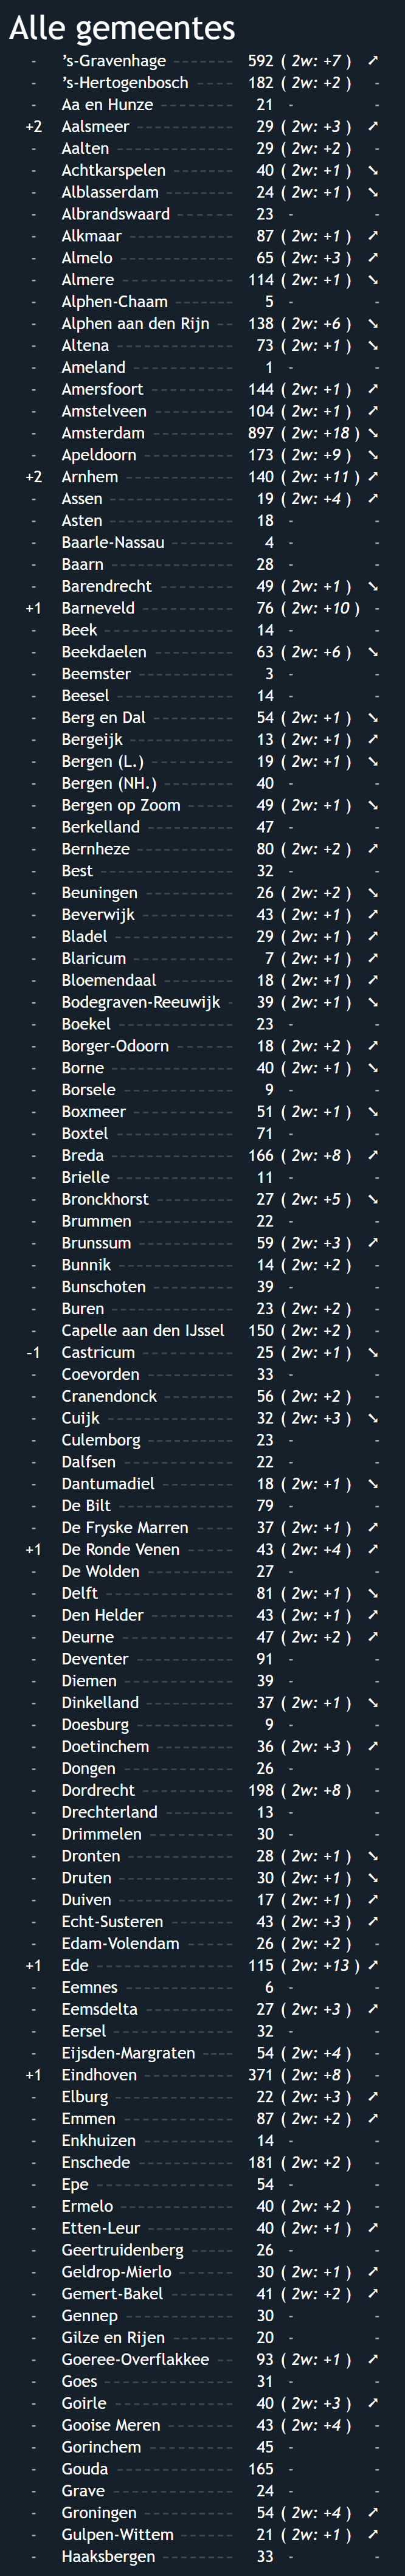 Alle gemeentes
- ’s-Gravenhage ---------- 592 ( 2w: +7 ) ➚
- ’s-Hertogenbosch ------- 182 ( 2w: +2 ) -
- Aa en Hunze ----------- 21 - -
+2 Aalsmeer ------------- 29 ( 2w: +3 ) ➚
- Aalten --------------- 29 ( 2w: +2 ) -
- Achtkarspelen ---------- 40 ( 2w: +1 ) ➘
- Alblasserdam ----------- 24 ( 2w: +1 ) ➘
- Albrandswaard --------- 23 - -
- Alkmaar -------------- 87 ( 2w: +1 ) ➚
- Almelo --------------- 65 ( 2w: +3 ) ➚
- Almere --------------- 114 ( 2w: +1 ) ➘
- Alphen-Chaam ---------- 5 - -
- Alphen aan den Rijn -- 138 ( 2w: +6 ) ➘
- Altena --------------- 73 ( 2w: +1 ) ➘
- Ameland -------------- 1 - -
- Amersfoort ------------ 144 ( 2w: +1 ) ➚
- Amstelveen ------------ 104 ( 2w: +1 ) ➚
- Amsterdam ------------ 897 ( 2w: +18 ) ➘
- Apeldoorn ------------- 173 ( 2w: +9 ) ➘
+2 Arnhem -------------- 140 ( 2w: +11 ) ➚
- Assen ---------------- 19 ( 2w: +4 ) ➚
- Asten ---------------- 18 - -
- Baarle-Nassau ---------- 4 - -
- Baarn ---------------- 28 - -
- Barendrecht ----------- 49 ( 2w: +1 ) ➘
+1 Barneveld ------------- 76 ( 2w: +10 ) -
- Beek ----------------- 14 - -
- Beekdaelen ------------ 63 ( 2w: +6 ) ➘
- Beemster ------------- 3 - -
- Beesel --------------- 14 - -
- Berg en Dal ------------ 54 ( 2w: +1 ) ➘
- Bergeijk -------------- 13 ( 2w: +1 ) ➚
- Bergen (L.) ------------ 19 ( 2w: +1 ) ➘
- Bergen (NH.) ---------- 40 - -
- Bergen op Zoom ------ 49 ( 2w: +1 ) ➘
- Berkelland ------------ 47 - -
- Bernheze ------------- 80 ( 2w: +2 ) ➚
- Best ----------------- 32 - -
- Beuningen ------------ 26 ( 2w: +2 ) ➘
- Beverwijk ------------- 43 ( 2w: +1 ) ➚
- Bladel --------------- 29 ( 2w: +1 ) ➚
- Blaricum -------------- 7 ( 2w: +1 ) ➚
- Bloemendaal ---------- 18 ( 2w: +1 ) ➚
- Bodegraven-Reeuwijk - 39 ( 2w: +1 ) ➘
- Boekel --------------- 23 - -
- Borger-Odoorn -------- 18 ( 2w: +2 ) ➚
- Borne ---------------- 40 ( 2w: +1 ) ➘
- Borsele --------------- 9 - -
- Boxmeer ------------- 51 ( 2w: +1 ) ➘
- Boxtel --------------- 71 - -
- Breda ---------------- 166 ( 2w: +8 ) ➚
- Brielle ---------------- 11 - -
- Bronckhorst ----------- 27 ( 2w: +5 ) ➘
- Brummen ------------- 22 - -
- Brunssum ------------- 59 ( 2w: +3 ) ➚
- Bunnik --------------- 14 ( 2w: +2 ) -
- Bunschoten ------------ 39 - -
- Buren ---------------- 23 ( 2w: +2 ) -
- Capelle aan den IJssel 150 ( 2w: +2 ) -
-1 Castricum ------------- 25 ( 2w: +1 ) ➘
- Coevorden ------------ 33 - -
- Cranendonck ---------- 56 ( 2w: +2 ) -
- Cuijk ---------------- 32 ( 2w: +3 ) ➘
- Culemborg ------------ 23 - -
- Dalfsen --------------- 22 - -
- Dantumadiel ---------- 18 ( 2w: +1 ) ➘
- De Bilt --------------- 79 - -
- De Fryske Marren ----- 37 ( 2w: +1 ) ➚
+1 De Ronde Venen ------ 43 ( 2w: +4 ) ➚
- De Wolden ------------ 27 - -
- Delft ---------------- 81 ( 2w: +1 ) ➘
- Den Helder ------------ 43 ( 2w: +1 ) ➚
- Deurne --------------- 47 ( 2w: +2 ) ➚
- Deventer ------------- 91 - -
- Diemen -------------- 39 - -
- Dinkelland ------------ 37 ( 2w: +1 ) ➘
- Doesburg ------------- 9 - -
- Doetinchem ----------- 36 ( 2w: +3 ) ➚
- Dongen -------------- 26 - -
- Dordrecht ------------- 198 ( 2w: +8 ) -
- Drechterland ---------- 13 - -
- Drimmelen ------------ 30 - -
- Dronten -------------- 28 ( 2w: +1 ) ➘
- Druten --------------- 30 ( 2w: +1 ) ➘
- Duiven --------------- 17 ( 2w: +1 ) ➚
- Echt-Susteren --------- 43 ( 2w: +3 ) ➚
- Edam-Volendam ------- 26 ( 2w: +2 ) -
+1 Ede ----------------- 115 ( 2w: +13 ) ➚
- Eemnes -------------- 6 - -
- Eemsdelta ------------ 27 ( 2w: +3 ) ➚
- Eersel --------------- 32 - -
- Eijsden-Margraten ---- 54 ( 2w: +4 ) -
+1 Eindhoven ------------ 371 ( 2w: +8 ) -
- Elburg --------------- 22 ( 2w: +3 ) ➚
- Emmen -------------- 87 ( 2w: +2 ) ➚
- Enkhuizen ------------ 14 - -
- Enschede ------------- 181 ( 2w: +2 ) -
- Epe ----------------- 54 - -
- Ermelo --------------- 40 ( 2w: +2 ) -
- Etten-Leur ------------ 40 ( 2w: +1 ) ➚
- Geertruidenberg ------- 26 - -
- Geldrop-Mierlo -------- 30 ( 2w: +1 ) ➚
- Gemert-Bakel --------- 41 ( 2w: +2 ) ➚
- Gennep -------------- 30 - -
- Gilze en Rijen --------- 20 - -
- Goeree-Overflakkee -- 93 ( 2w: +1 ) ➚
- Goes ---------------- 31 - -
- Goirle ---------------- 40 ( 2w: +3 ) ➚
- Gooise Meren --------- 43 ( 2w: +4 ) -
- Gorinchem ------------ 45 - -
- Gouda --------------- 165 - -
- Grave ---------------- 24 - -
- Groningen ------------ 54 ( 2w: +4 ) ➚
- Gulpen-Wittem -------- 21 ( 2w: +1 ) ➚
- Haaksbergen ---------- 33 - -